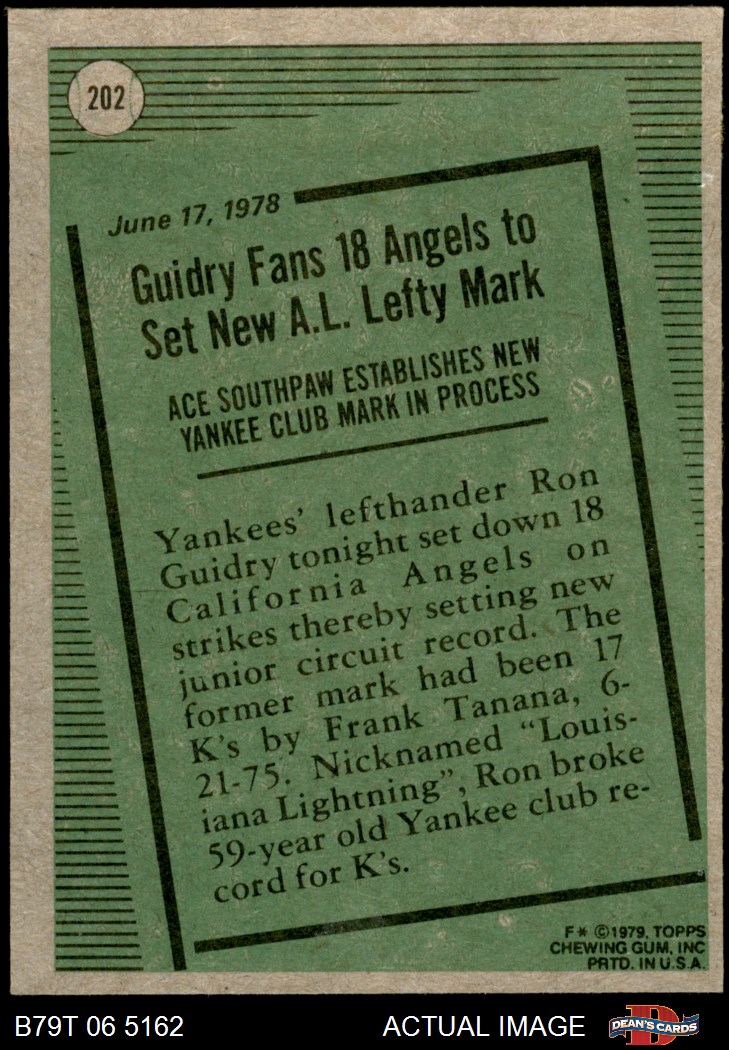 202
June 17, 1978
Guidry Fans 18 Angels to
Set New A.L. Lefty Mark
ACE SOUTHPAW ESTABLISHES NEW
YANKEE CLUB MARK IN PROCESS
Yankees' lefthander Ron
Guidry tonight set down 18
California Angels on
strikes thereby setting new
junior circuit record. The
former mark had been 17
K's by Frank Tanana, 6-
21-75. Nicknamed "Louis-
iana Lightning", Ron broke
59-year old Yankee club re-
cord for K's.
F* ©1979, TOPPS
CHEWING GUM, INC
PRTD. IN U.S.A.
B79T 06 5162
ACTUAL IMAGE
D
DEAN'S CARDS